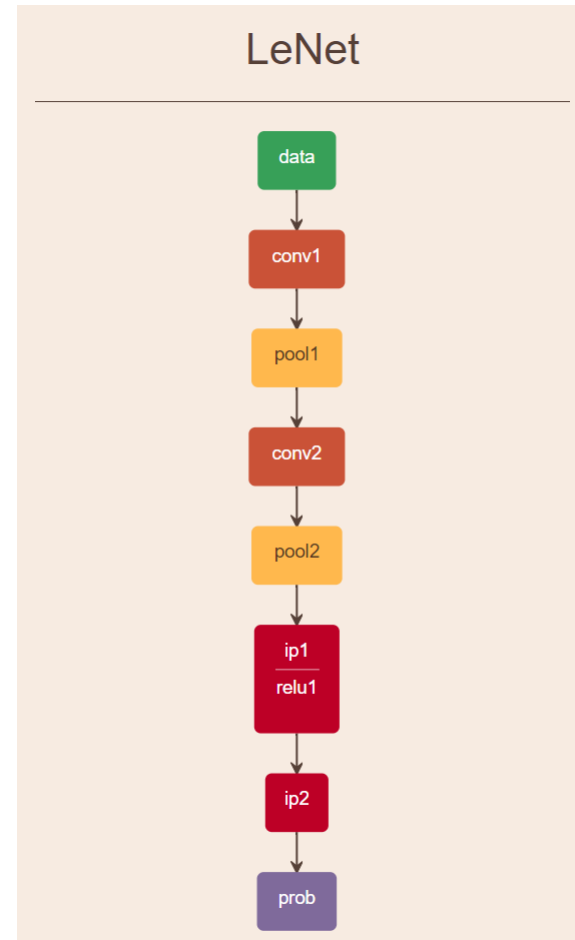 LeNet
data
conv1
pool1
conv2
pool2
ip1
relu1
ip2
prob